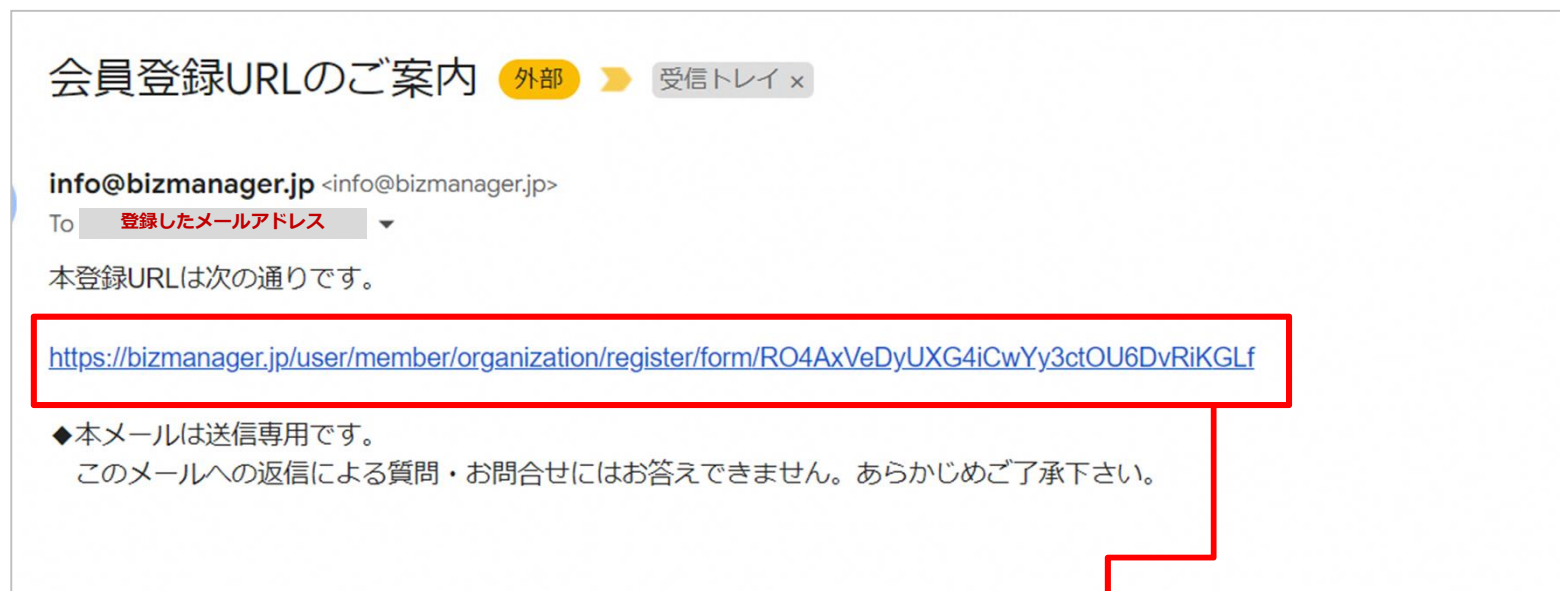 会員登録URLのご案内 外部 受信トレイ ×
info@bizmanager.jp <info@bizmanager.jp>
To 登録したメールアドレス
本登録URLは次の通りです。
https://bizmanager.jp/user/member/organization/register/form/RO4AxVeDyUXG4iCwYy3ctOU6DvRiKGLf
◆本メールは送信専用です。
このメールへの返信による質問・お問合せにはお答えできません。あらかじめご了承下さい。